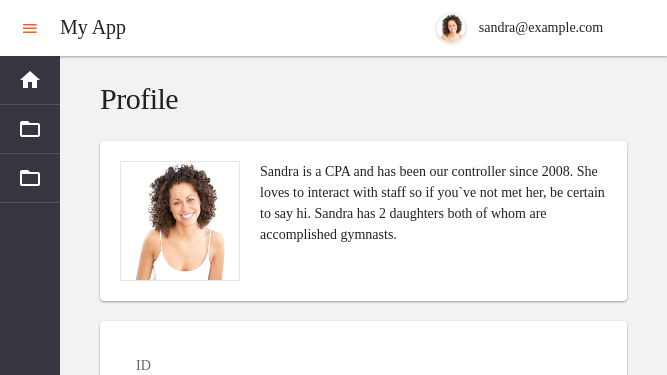 My App
sandra@example.com
Profile
Sandra is a CPA and has been our controller since 2008. She
loves to interact with staff so if you`ve not met her, be certain
to say hi. Sandra has 2 daughters both of whom are
accomplished gymnasts.
ID